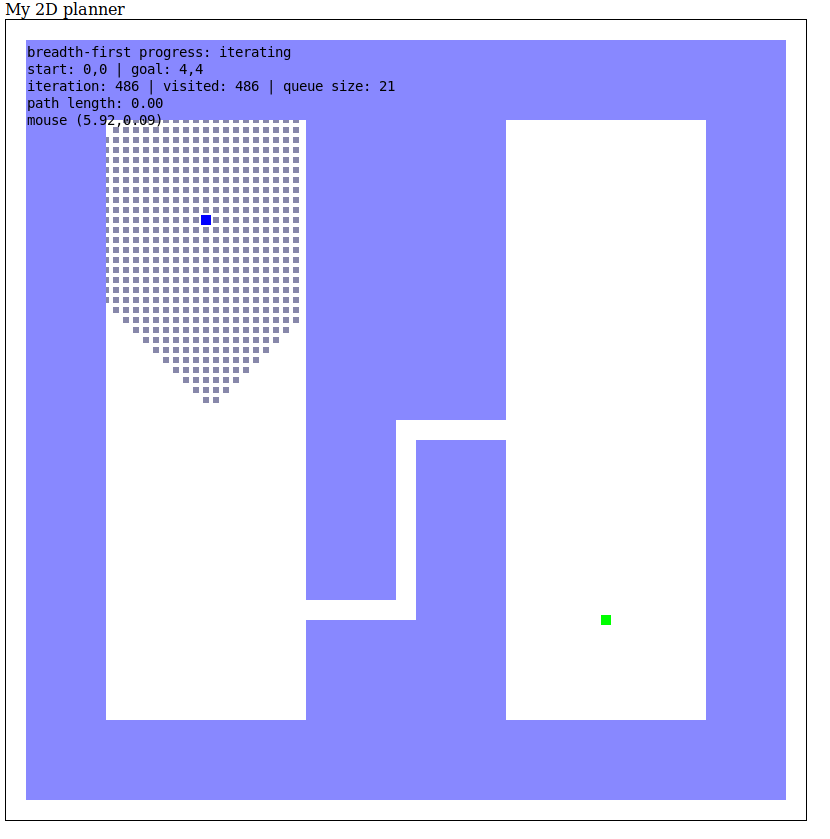 My 2D planner
breadth-first progress: iterating
start: 0,0 | goal: 4,4
iteration: 486 | visited: 486 | queue size: 21
path length: 0.00
mouse (5.92,0.09)